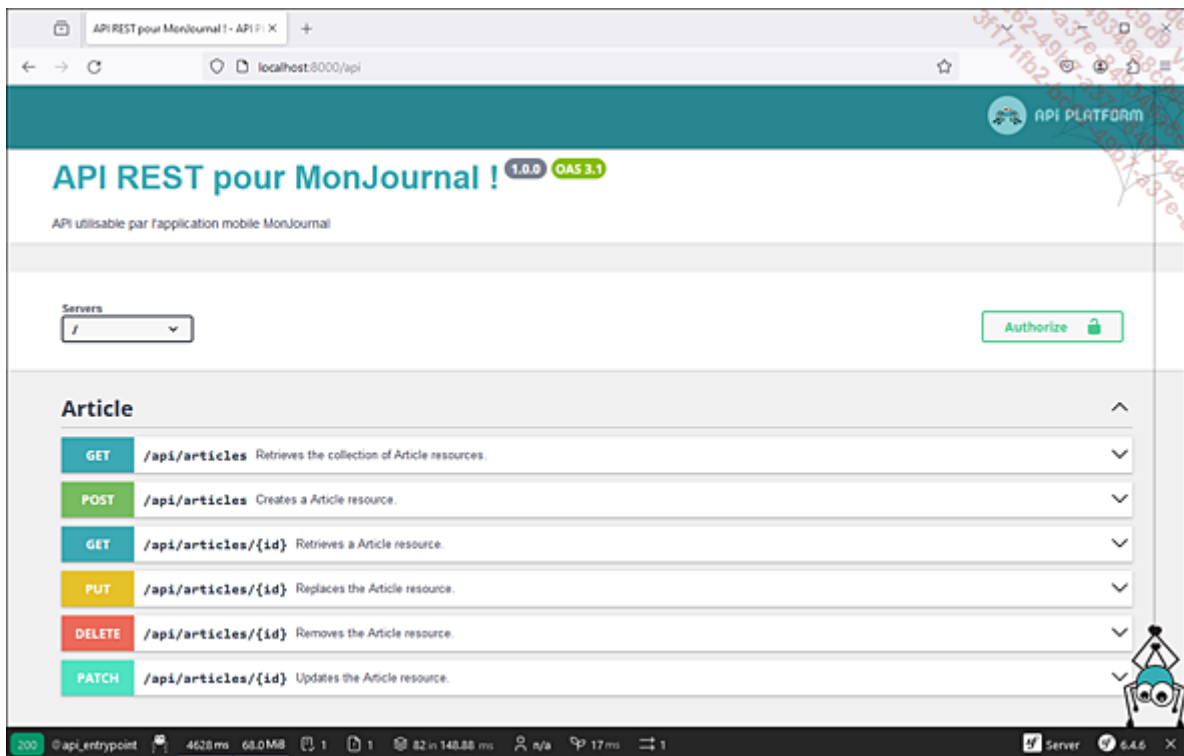 API REST pour MonJournal ! - API Pl
localhost:8000/api
API PLATFORM
API REST pour MonJournal ! 1.0.0 OAS 3.1
API utilisable par l'application mobile MonJournal
Servers
/
Authorize
Article
GET /api/articles Retrieves the collection of Article resources.
POST /api/articles Creates a Article resource.
GET /api/articles/{id} Retrieves a Article resource.
PUT /api/articles/{id} Replaces the Article resource.
DELETE /api/articles/{id} Removes the Article resource.
PATCH /api/articles/{id} Updates the Article resource.
200 @api_entrypoint 4628 ms 68.0 MiB 1 1 82 in 148.88 ms n/a 17 ms 1 Server 6.4.6